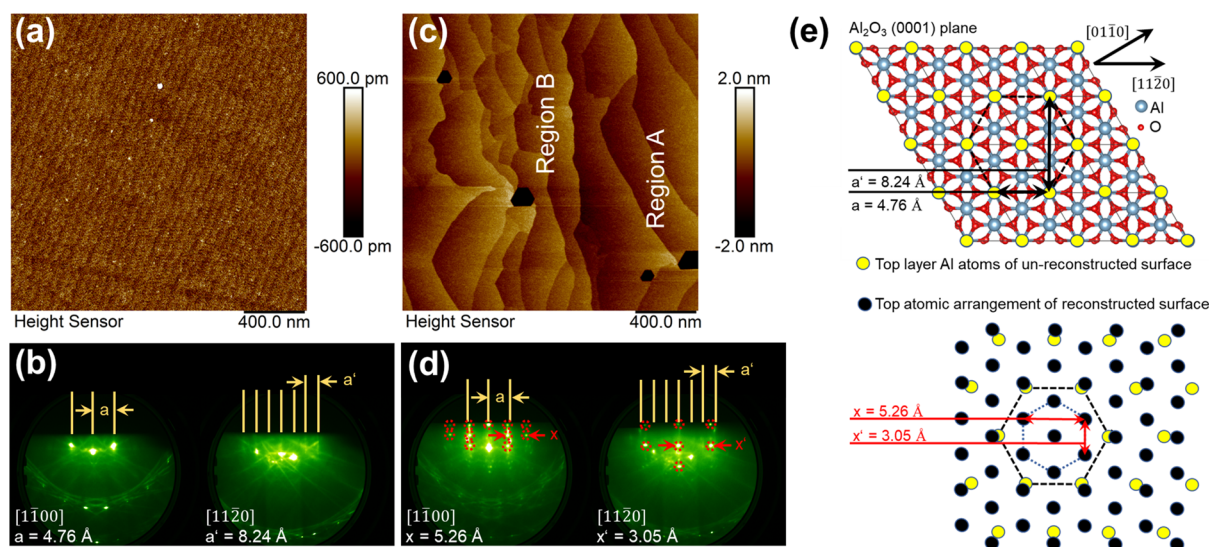 (a)
600.0 pm
-600.0 pm
Height Sensor
400.0 nm
(b)
a
a‘
[11̅00]
a = 4.76 Å
[112̅0]
a‘ = 8.24 Å
(c)
Region B
Region A
2.0 nm
-2.0 nm
Height Sensor
400.0 nm
(d)
a
x
a‘
x‘
[11̅00]
x = 5.26 Å
[112̅0]
x‘ = 3.05 Å
(e)
Al₂O₃ (0001) plane
[011̅0]
[112̅0]
Al
O
a‘ = 8.24 Å
a = 4.76 Å
Top layer Al atoms of un-reconstructed surface
Top atomic arrangement of reconstructed surface
x = 5.26 Å
x‘ = 3.05 Å